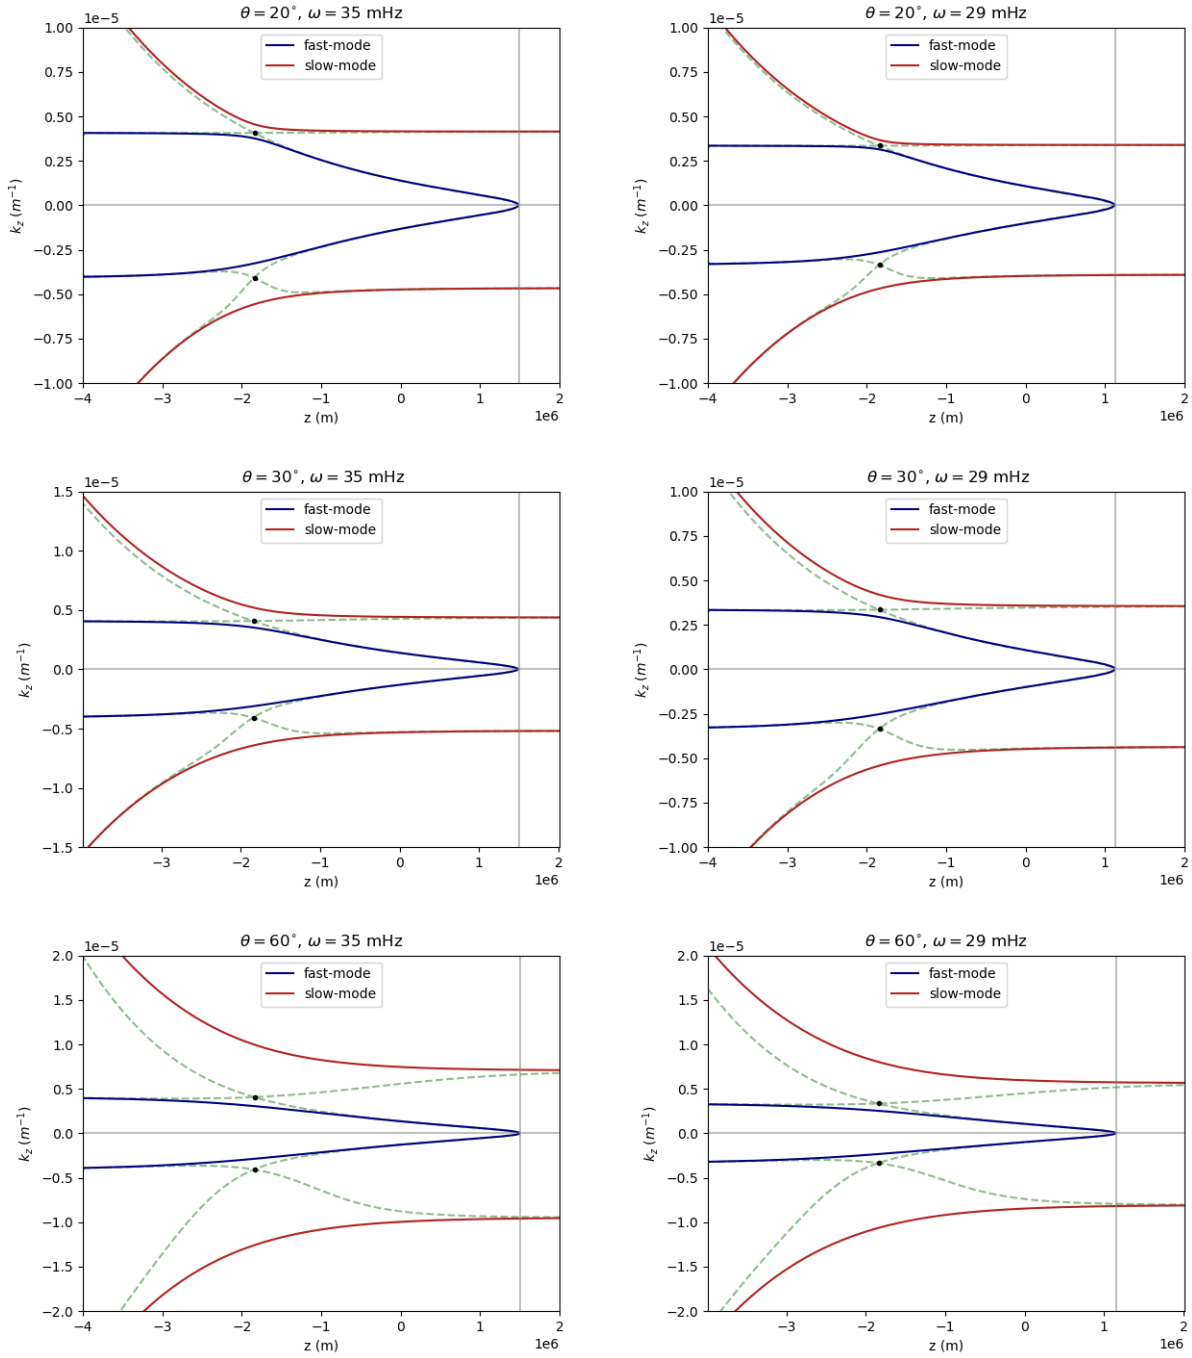 θ = 20°, ω = 35 mHz
1e−5
fast-mode
slow-mode
1.00
0.75
0.50
0.25
0.00
−0.25
−0.50
−0.75
−1.00
k_z (m⁻¹)
−4 −3 −2 −1 0 1 2
z (m)
1e6
θ = 20°, ω = 29 mHz
1e−5
fast-mode
slow-mode
1.00
0.75
0.50
0.25
0.00
−0.25
−0.50
−0.75
−1.00
k_z (m⁻¹)
−4 −3 −2 −1 0 1 2
z (m)
1e6
θ = 30°, ω = 35 mHz
1e−5
fast-mode
slow-mode
1.5
1.0
0.5
0.0
−0.5
−1.0
−1.5
k_z (m⁻¹)
−3 −2 −1 0 1 2
z (m)
1e6
θ = 30°, ω = 29 mHz
1e−5
fast-mode
slow-mode
1.00
0.75
0.50
0.25
0.00
−0.25
−0.50
−0.75
−1.00
k_z (m⁻¹)
−4 −3 −2 −1 0 1 2
z (m)
1e6
θ = 60°, ω = 35 mHz
1e−5
fast-mode
slow-mode
2.0
1.5
1.0
0.5
0.0
−0.5
−1.0
−1.5
−2.0
k_z (m⁻¹)
−4 −3 −2 −1 0 1 2
z (m)
1e6
θ = 60°, ω = 29 mHz
1e−5
fast-mode
slow-mode
2.0
1.5
1.0
0.5
0.0
−0.5
−1.0
−1.5
−2.0
k_z (m⁻¹)
−4 −3 −2 −1 0 1 2
z (m)
1e6